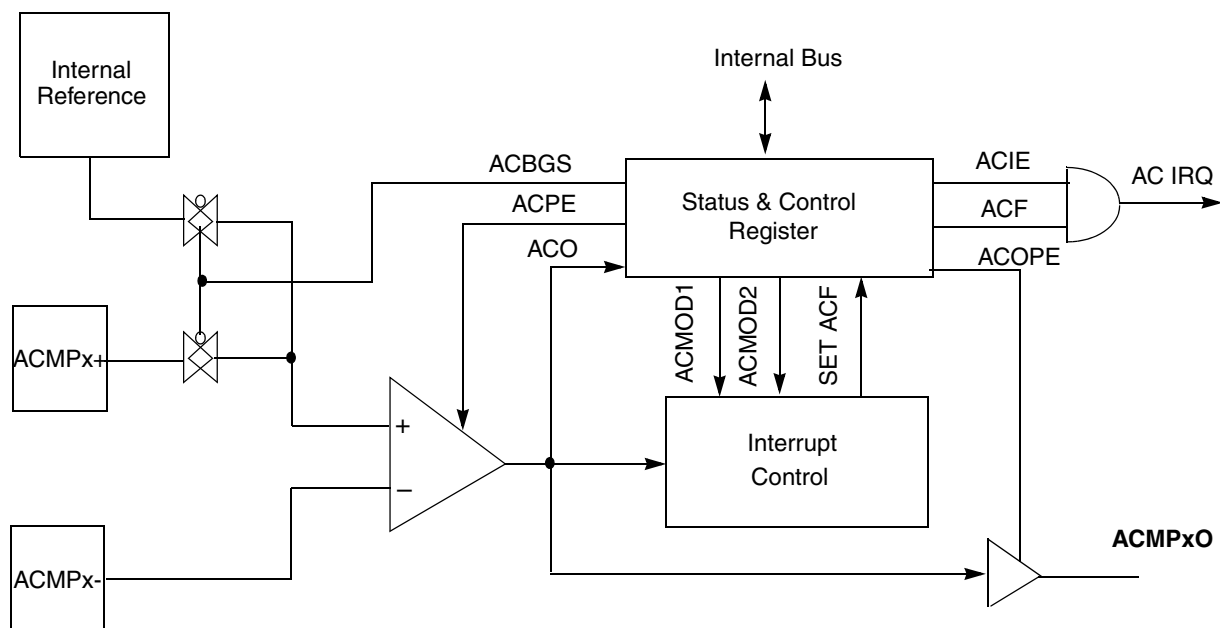 Internal
Reference
Internal Bus
ACBGS
ACPE
ACO
Status & Control
Register
ACIE
ACF
ACOPE
AC IRQ
ACMOD1
ACMOD2
SET ACF
ACMPx+
+
−
Interrupt
Control
ACMPx-
ACMPxO